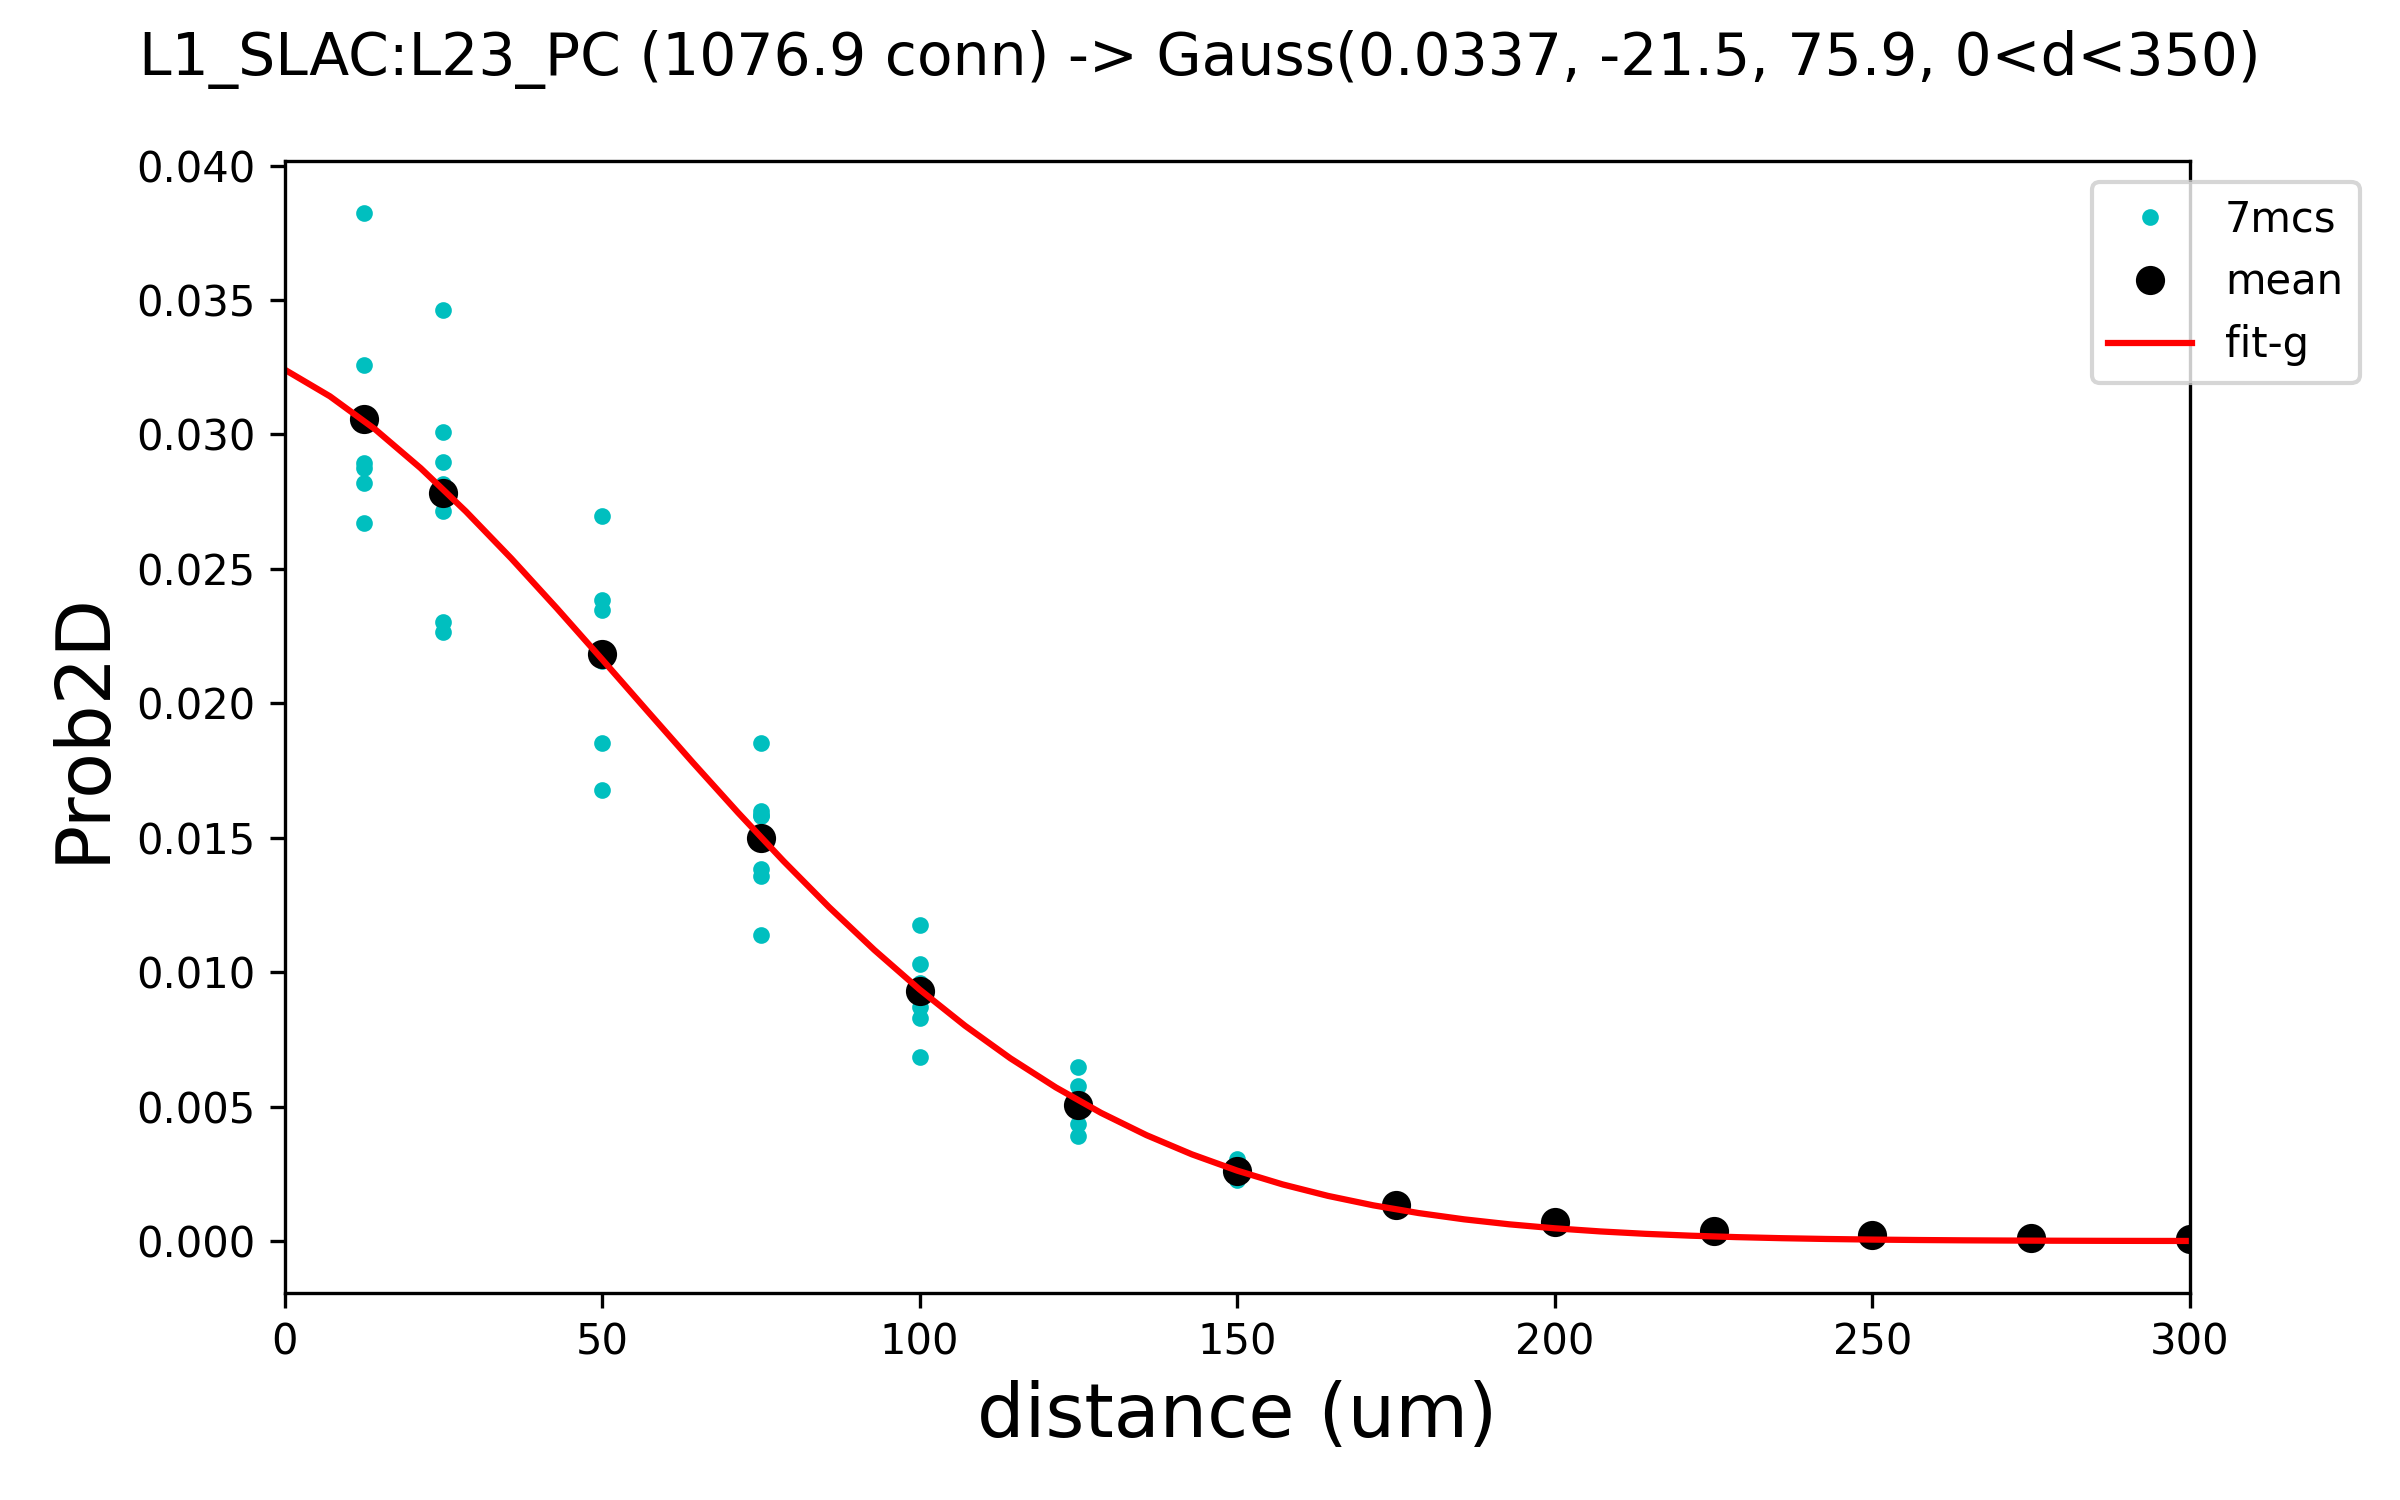 L1_SLAC:L23_PC (1076.9 conn) -> Gauss(0.0337, -21.5, 75.9, 0<d<350)
0.040
0.035
0.030
0.025
0.020
0.015
0.010
0.005
0.000
Prob2D
7mcs
mean
fit-g
0 50 100 150 200 250 300
distance (um)